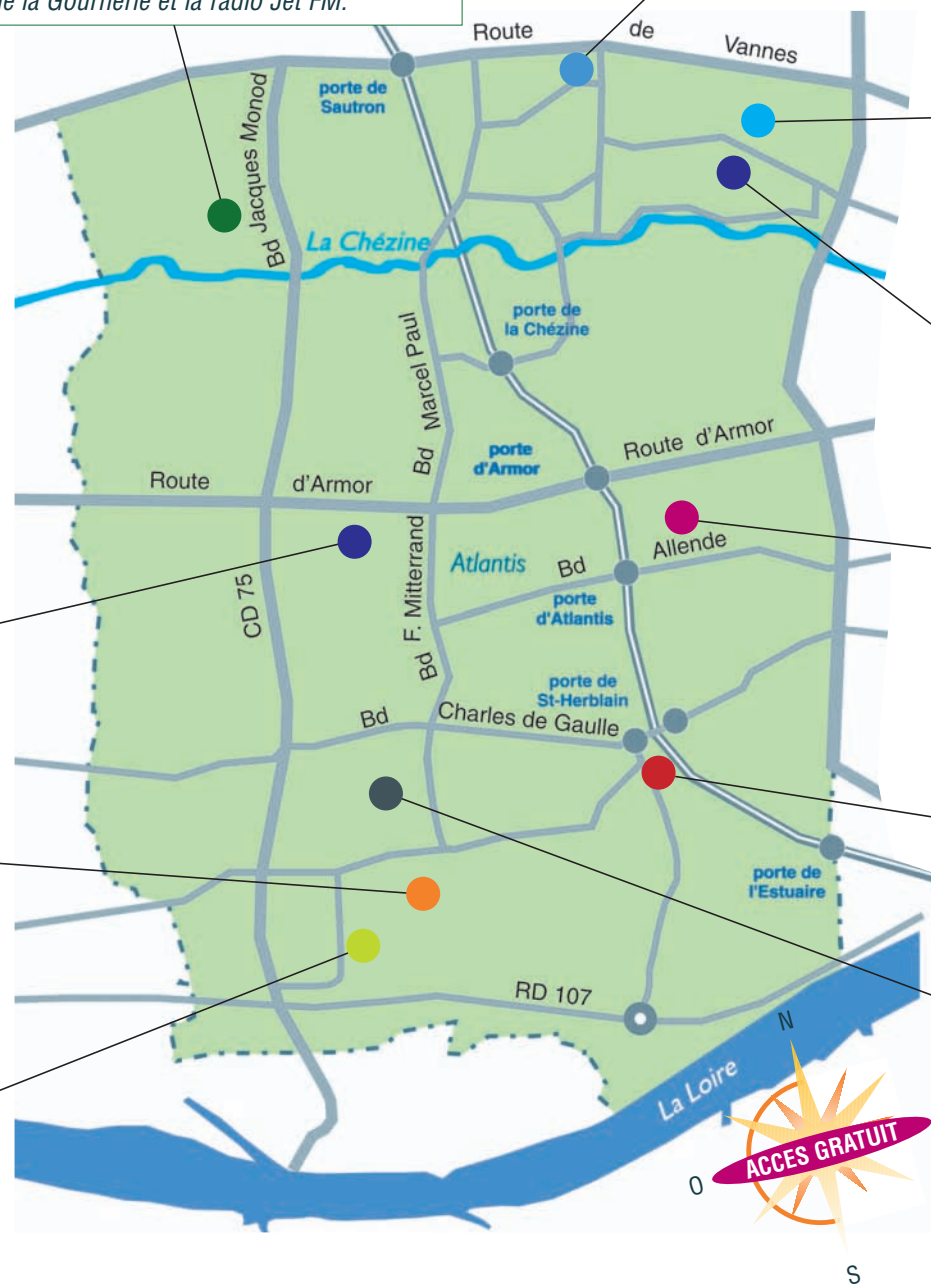 de la Gournerie et la radio Jet FM.
Route de Vannes
porte de
Sautron
Bd Jacques Monod
La Chézine
porte de
la Chézine
Bd Marcel Paul
porte
d'Armor
Route d'Armor
Route d'Armor
Atlantis
Bd Allende
CD 75
Bd F. Mitterrand
porte
d'Atlantis
porte de
St-Herblain
Bd Charles de Gaulle
porte de
l'Estuaire
RD 107
La Loire
N
ACCES GRATUIT
O
S